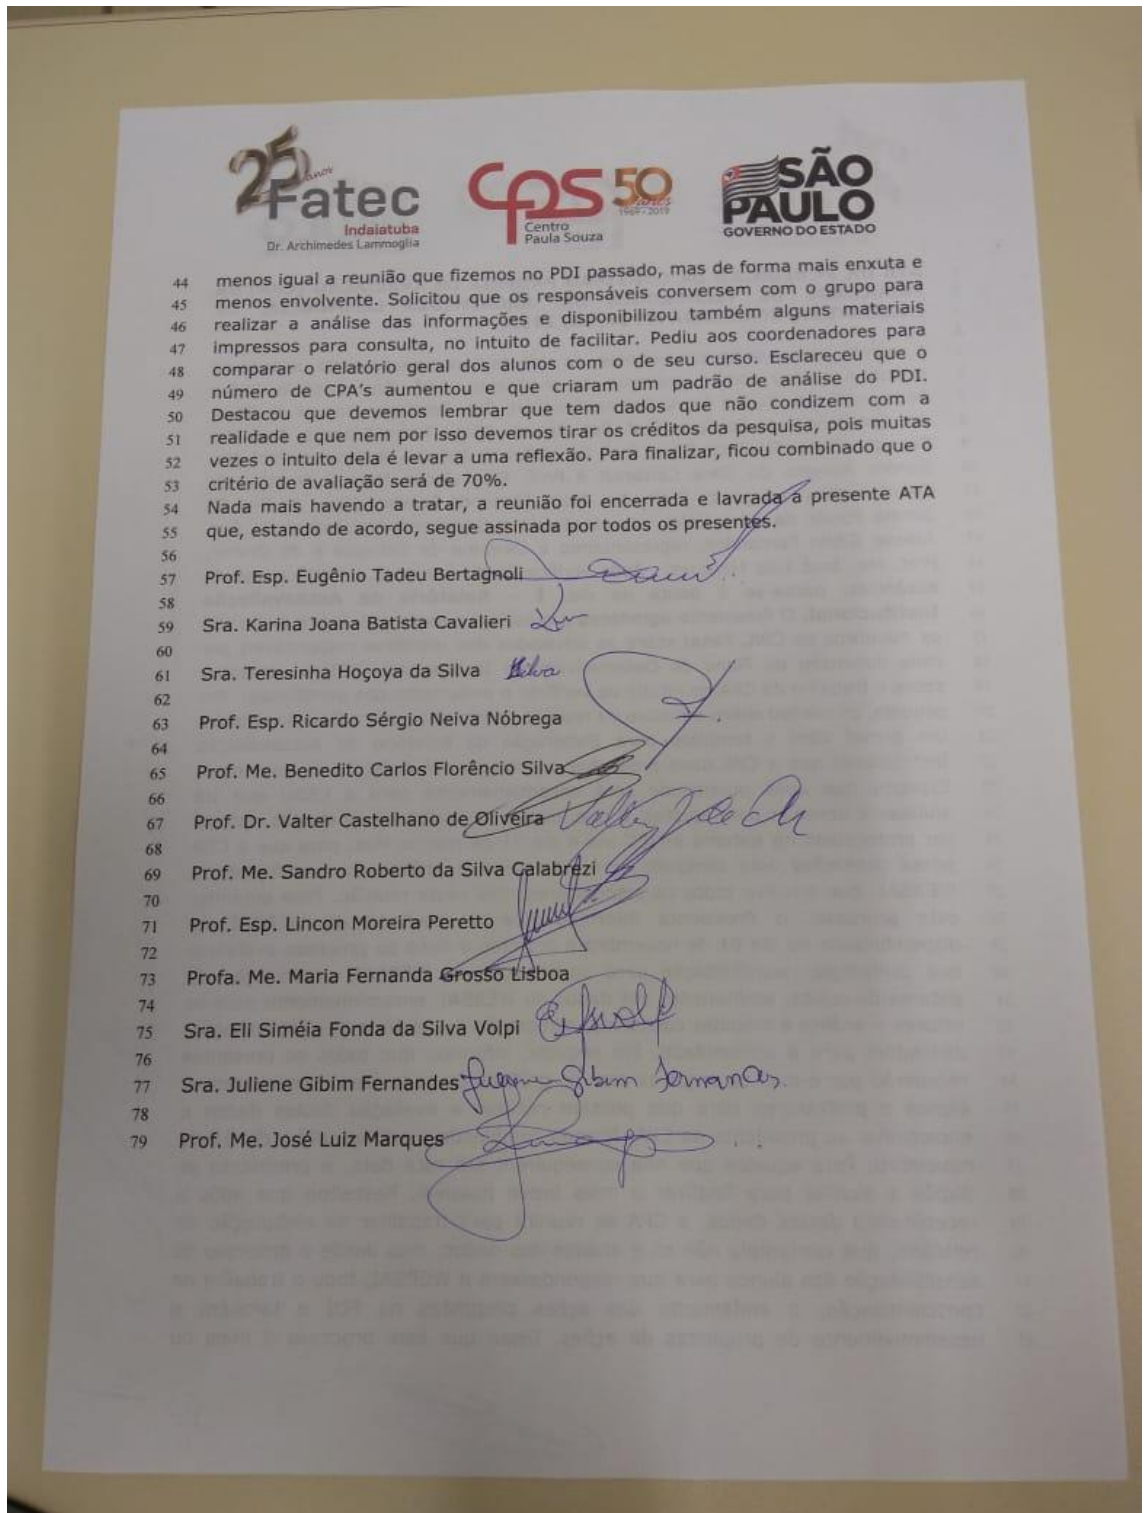 25 anos
Fatec
Indaiatuba
Dr. Archimedes Lammoglia
CPS
Centro
Paula Souza
50 anos
1969 - 2019
SÃO
PAULO
GOVERNO DO ESTADO
44 menos igual a reunião que fizemos no PDI passado, mas de forma mais enxuta e
45 menos envolvente. Solicitou que os responsáveis conversem com o grupo para
46 realizar a análise das informações e disponibilizou também alguns materiais
47 impressos para consulta, no intuito de facilitar. Pediu aos coordenadores para
48 comparar o relatório geral dos alunos com o de seu curso. Esclareceu que o
49 número de CPA's aumentou e que criaram um padrão de análise do PDI.
50 Destacou que devemos lembrar que tem dados que não condizem com a
51 realidade e que nem por isso devemos tirar os créditos da pesquisa, pois muitas
52 vezes o intuito dela é levar a uma reflexão. Para finalizar, ficou combinado que o
53 critério de avaliação será de 70%.
54 Nada mais havendo a tratar, a reunião foi encerrada e lavrada a presente ATA
55 que, estando de acordo, segue assinada por todos os presentes.
56
57 Prof. Esp. Eugênio Tadeu Bertagnoli
58
59 Sra. Karina Joana Batista Cavalieri
60
61 Sra. Teresinha Hoçoya da Silva Silva
62
63 Prof. Esp. Ricardo Sérgio Neiva Nóbrega
64
65 Prof. Me. Benedito Carlos Florêncio Silva
66
67 Prof. Dr. Valter Castelhano de Oliveira
68
69 Prof. Me. Sandro Roberto da Silva Calabrezi
70
71 Prof. Esp. Lincon Moreira Peretto
72
73 Profa. Me. Maria Fernanda Grosso Lisboa
74
75 Sra. Eli Siméia Fonda da Silva Volpi
76
77 Sra. Juliene Gibim Fernandes Juliene Gibim Fernandes
78
79 Prof. Me. José Luiz Marques